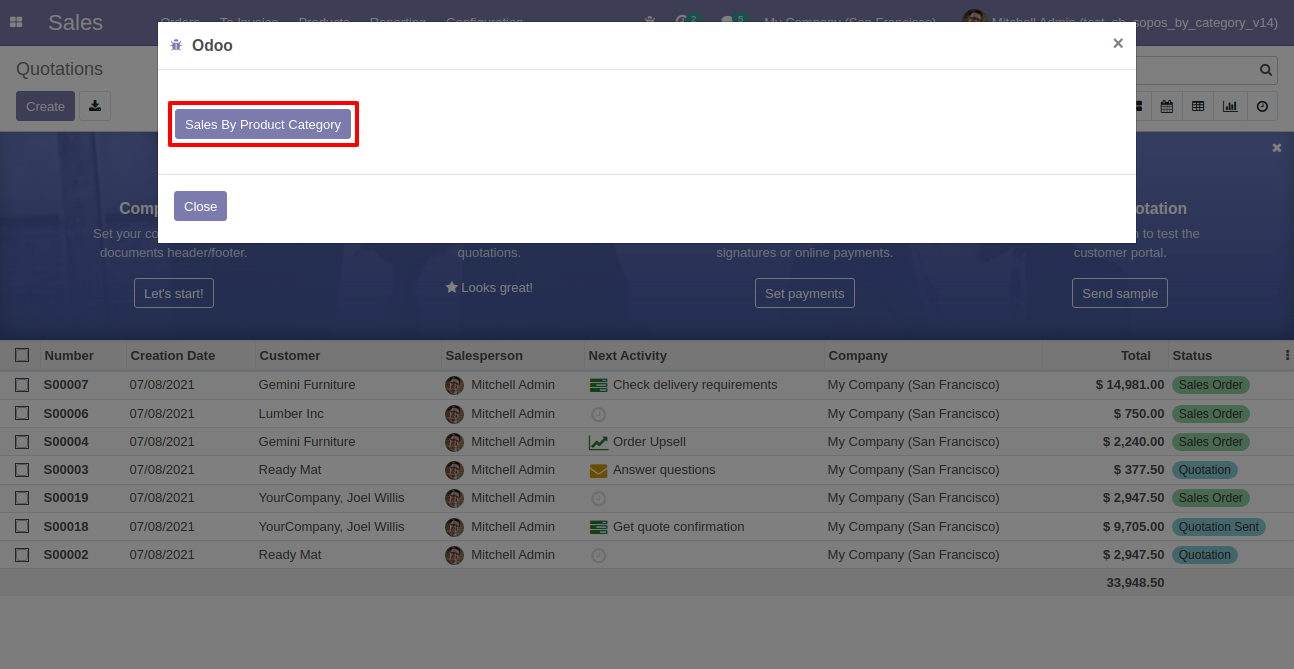 Sales Orders To Invoice Products Reporting Configuration 2 5 My Company (San Francisco) Mitchell Admin (test_sh_sopos_by_category_v14)
Odoo ×
Quotations
Create
Sales By Product Category
Close
Set your
documents header/footer.
Let's start!
quotations.
Looks great!
signatures or online payments.
Set payments
to test the
customer portal.
Send sample
Number Creation Date Customer Salesperson Next Activity Company Total Status
S00007 07/08/2021 Gemini Furniture Mitchell Admin Check delivery requirements My Company (San Francisco) $ 14,981.00 Sales Order
S00006 07/08/2021 Lumber Inc Mitchell Admin My Company (San Francisco) $ 750.00 Sales Order
S00004 07/08/2021 Gemini Furniture Mitchell Admin Order Upsell My Company (San Francisco) $ 2,240.00 Sales Order
S00003 07/08/2021 Ready Mat Mitchell Admin Answer questions My Company (San Francisco) $ 377.50 Quotation
S00019 07/08/2021 YourCompany, Joel Willis Mitchell Admin My Company (San Francisco) $ 2,947.50 Sales Order
S00018 07/08/2021 YourCompany, Joel Willis Mitchell Admin Get quote confirmation My Company (San Francisco) $ 9,705.00 Quotation Sent
S00002 07/08/2021 Ready Mat Mitchell Admin My Company (San Francisco) $ 2,947.50 Quotation
33,948.50